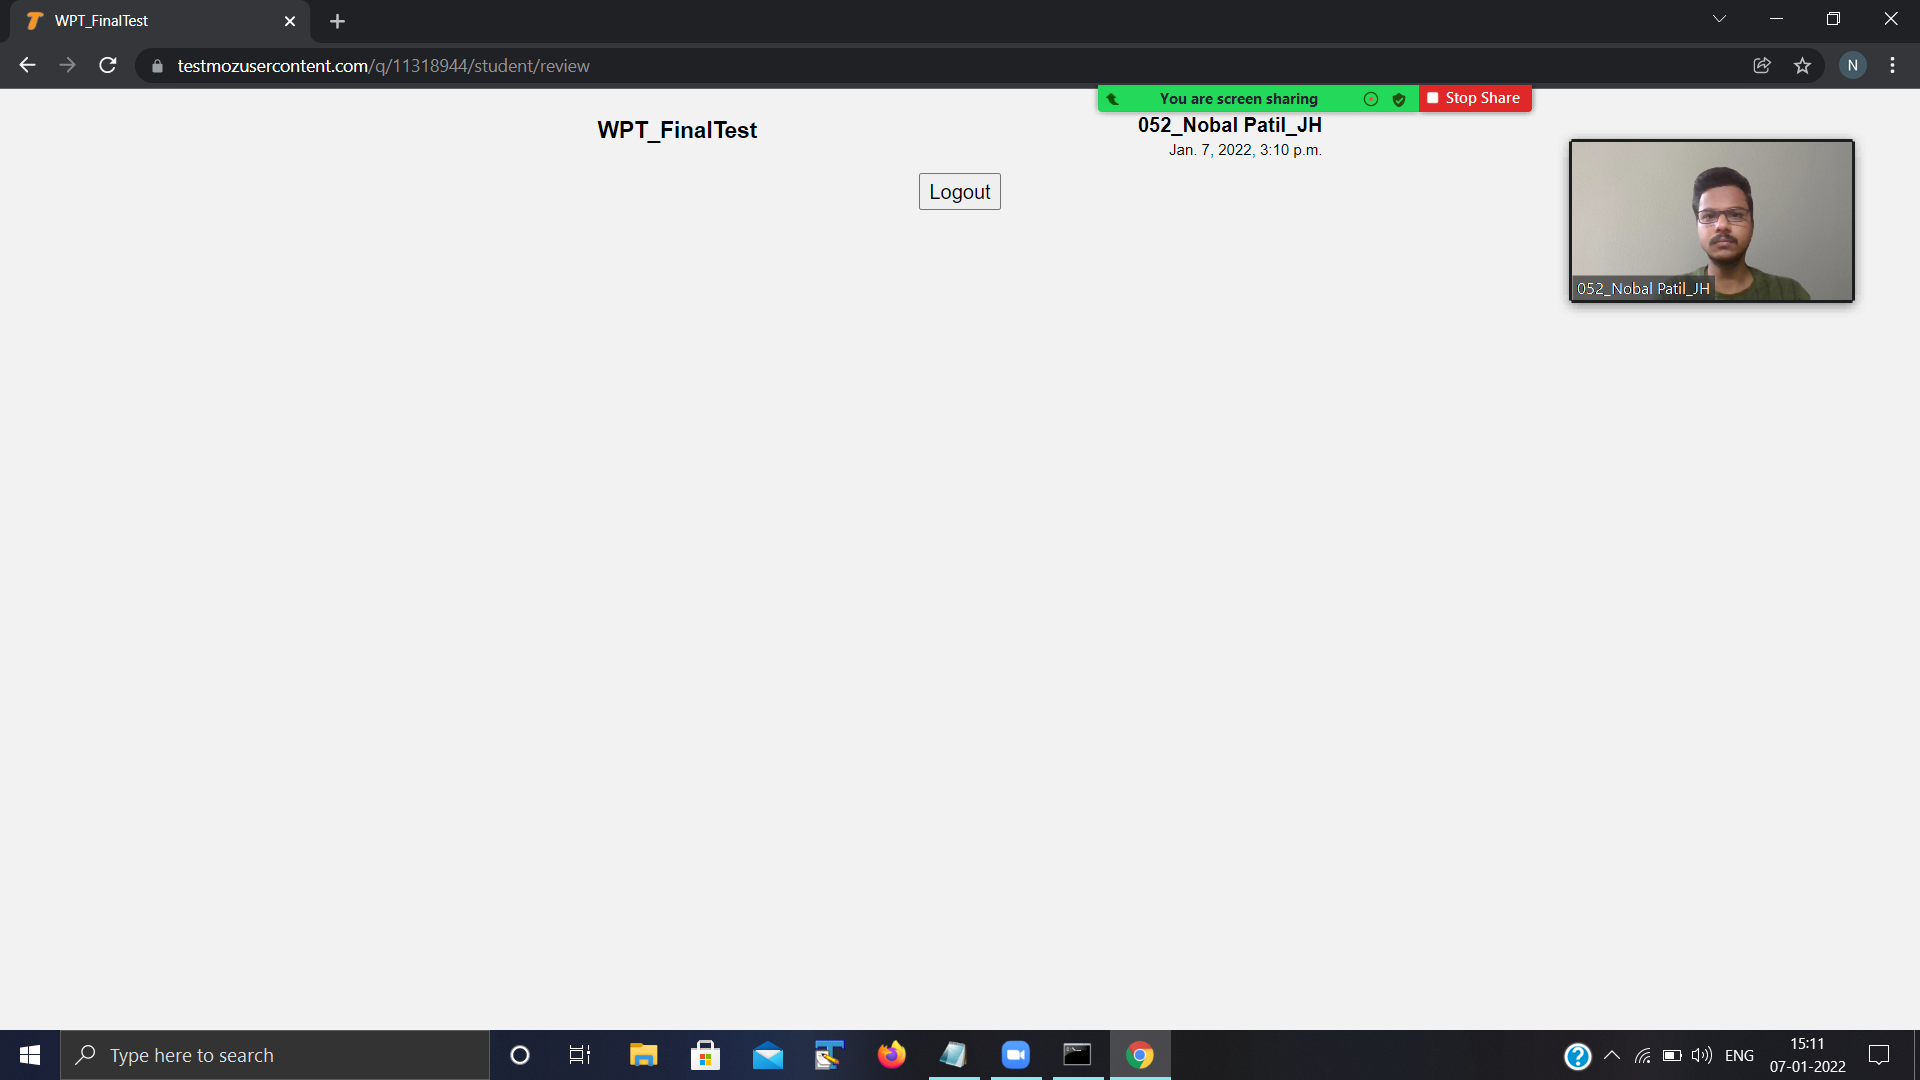 WPT_FinalTest
testmozusercontent.com/q/11318944/student/review
N
You are screen sharing
Stop Share
WPT_FinalTest
052_Nobal Patil_JH
Jan. 7, 2022, 3:10 p.m.
Logout
052_Nobal Patil_JH
Type here to search
ENG
15:11
07-01-2022